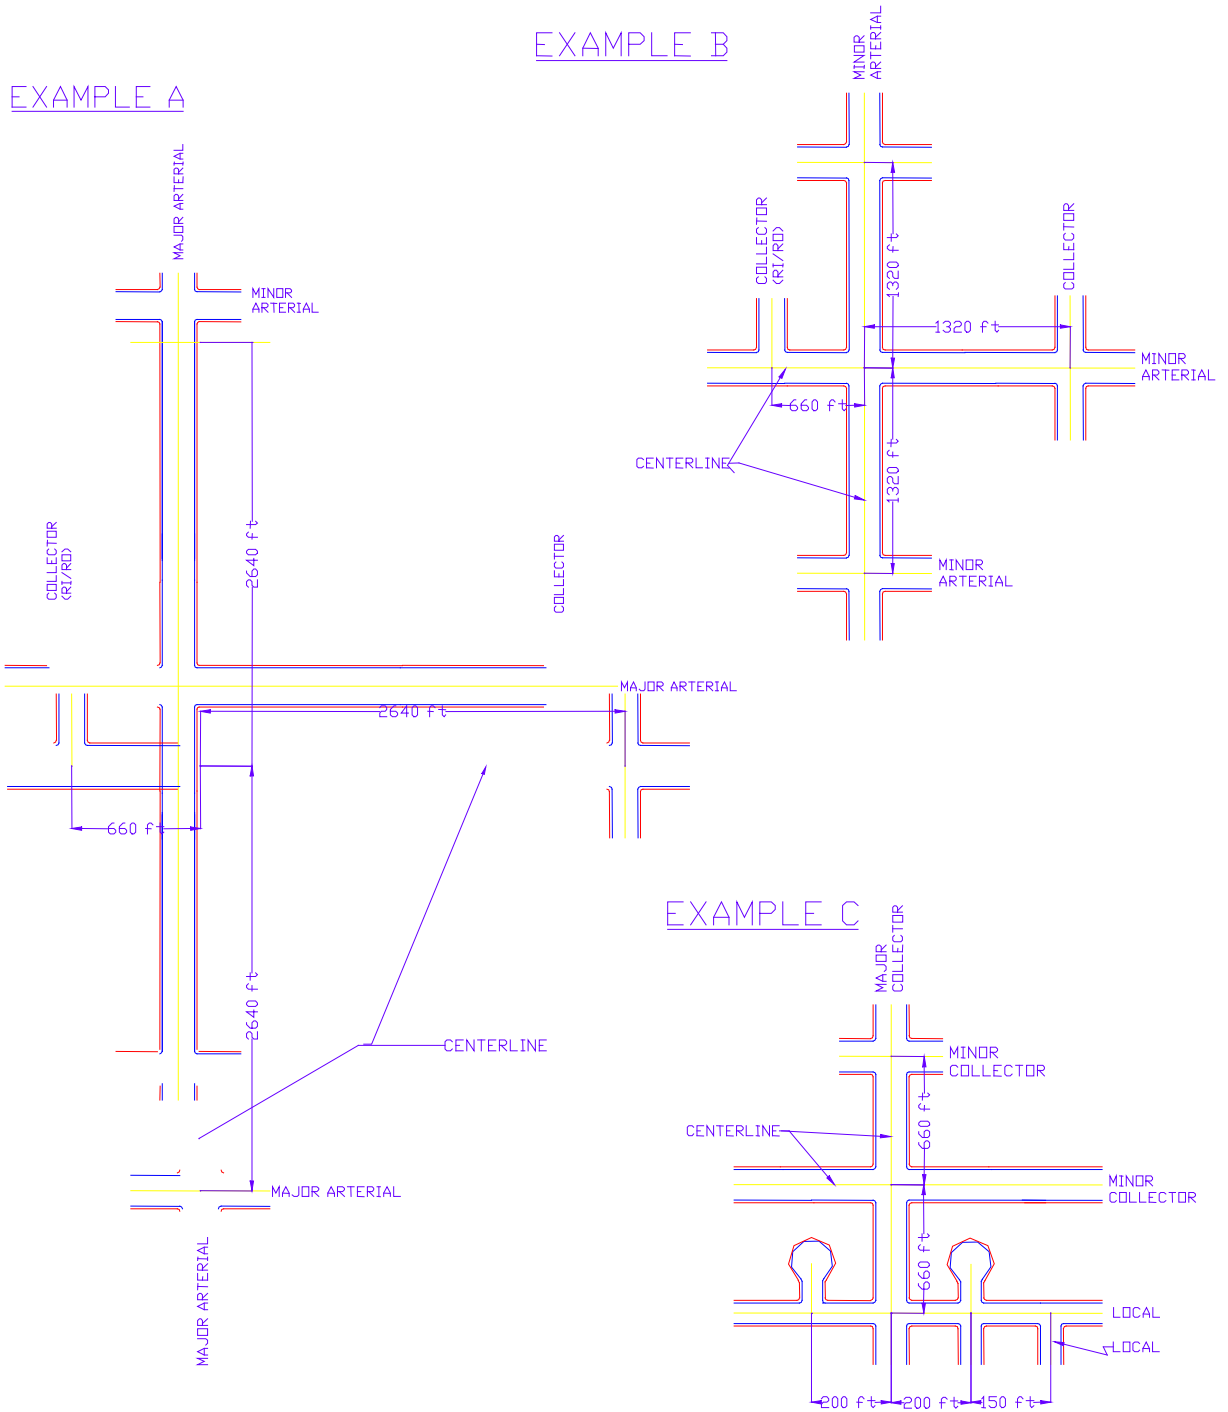 EXAMPLE A
MAJOR ARTERIAL
MINOR
ARTERIAL
2640 ft
COLLECTOR
(RI/RO)
COLLECTOR
MAJOR ARTERIAL
2640 ft
660 ft
2640 ft
CENTERLINE
MAJOR ARTERIAL
MAJOR ARTERIAL
EXAMPLE B
MINOR
ARTERIAL
COLLECTOR
(RI/RO)
COLLECTOR
1320 ft
1320 ft
MINOR
ARTERIAL
660 ft
CENTERLINE
1320 ft
MINOR
ARTERIAL
EXAMPLE C
MAJOR
COLLECTOR
MINOR
COLLECTOR
660 ft
CENTERLINE
MINOR
COLLECTOR
660 ft
LOCAL
LOCAL
200 ft
200 ft
150 ft